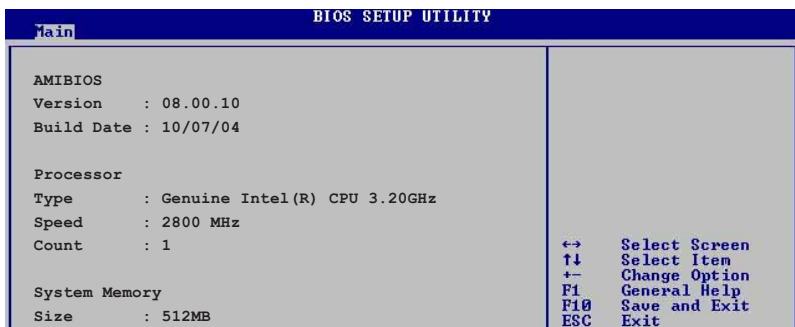 BIOS SETUP UTILITY
Main
AMIBIOS
Version : 08.00.10
Build Date : 10/07/04
Processor
Type : Genuine Intel(R) CPU 3.20GHz
Speed : 2800 MHz
Count : 1
System Memory
Size : 512MB
←→ Select Screen
↑↓ Select Item
+- Change Option
F1 General Help
F10 Save and Exit
ESC Exit